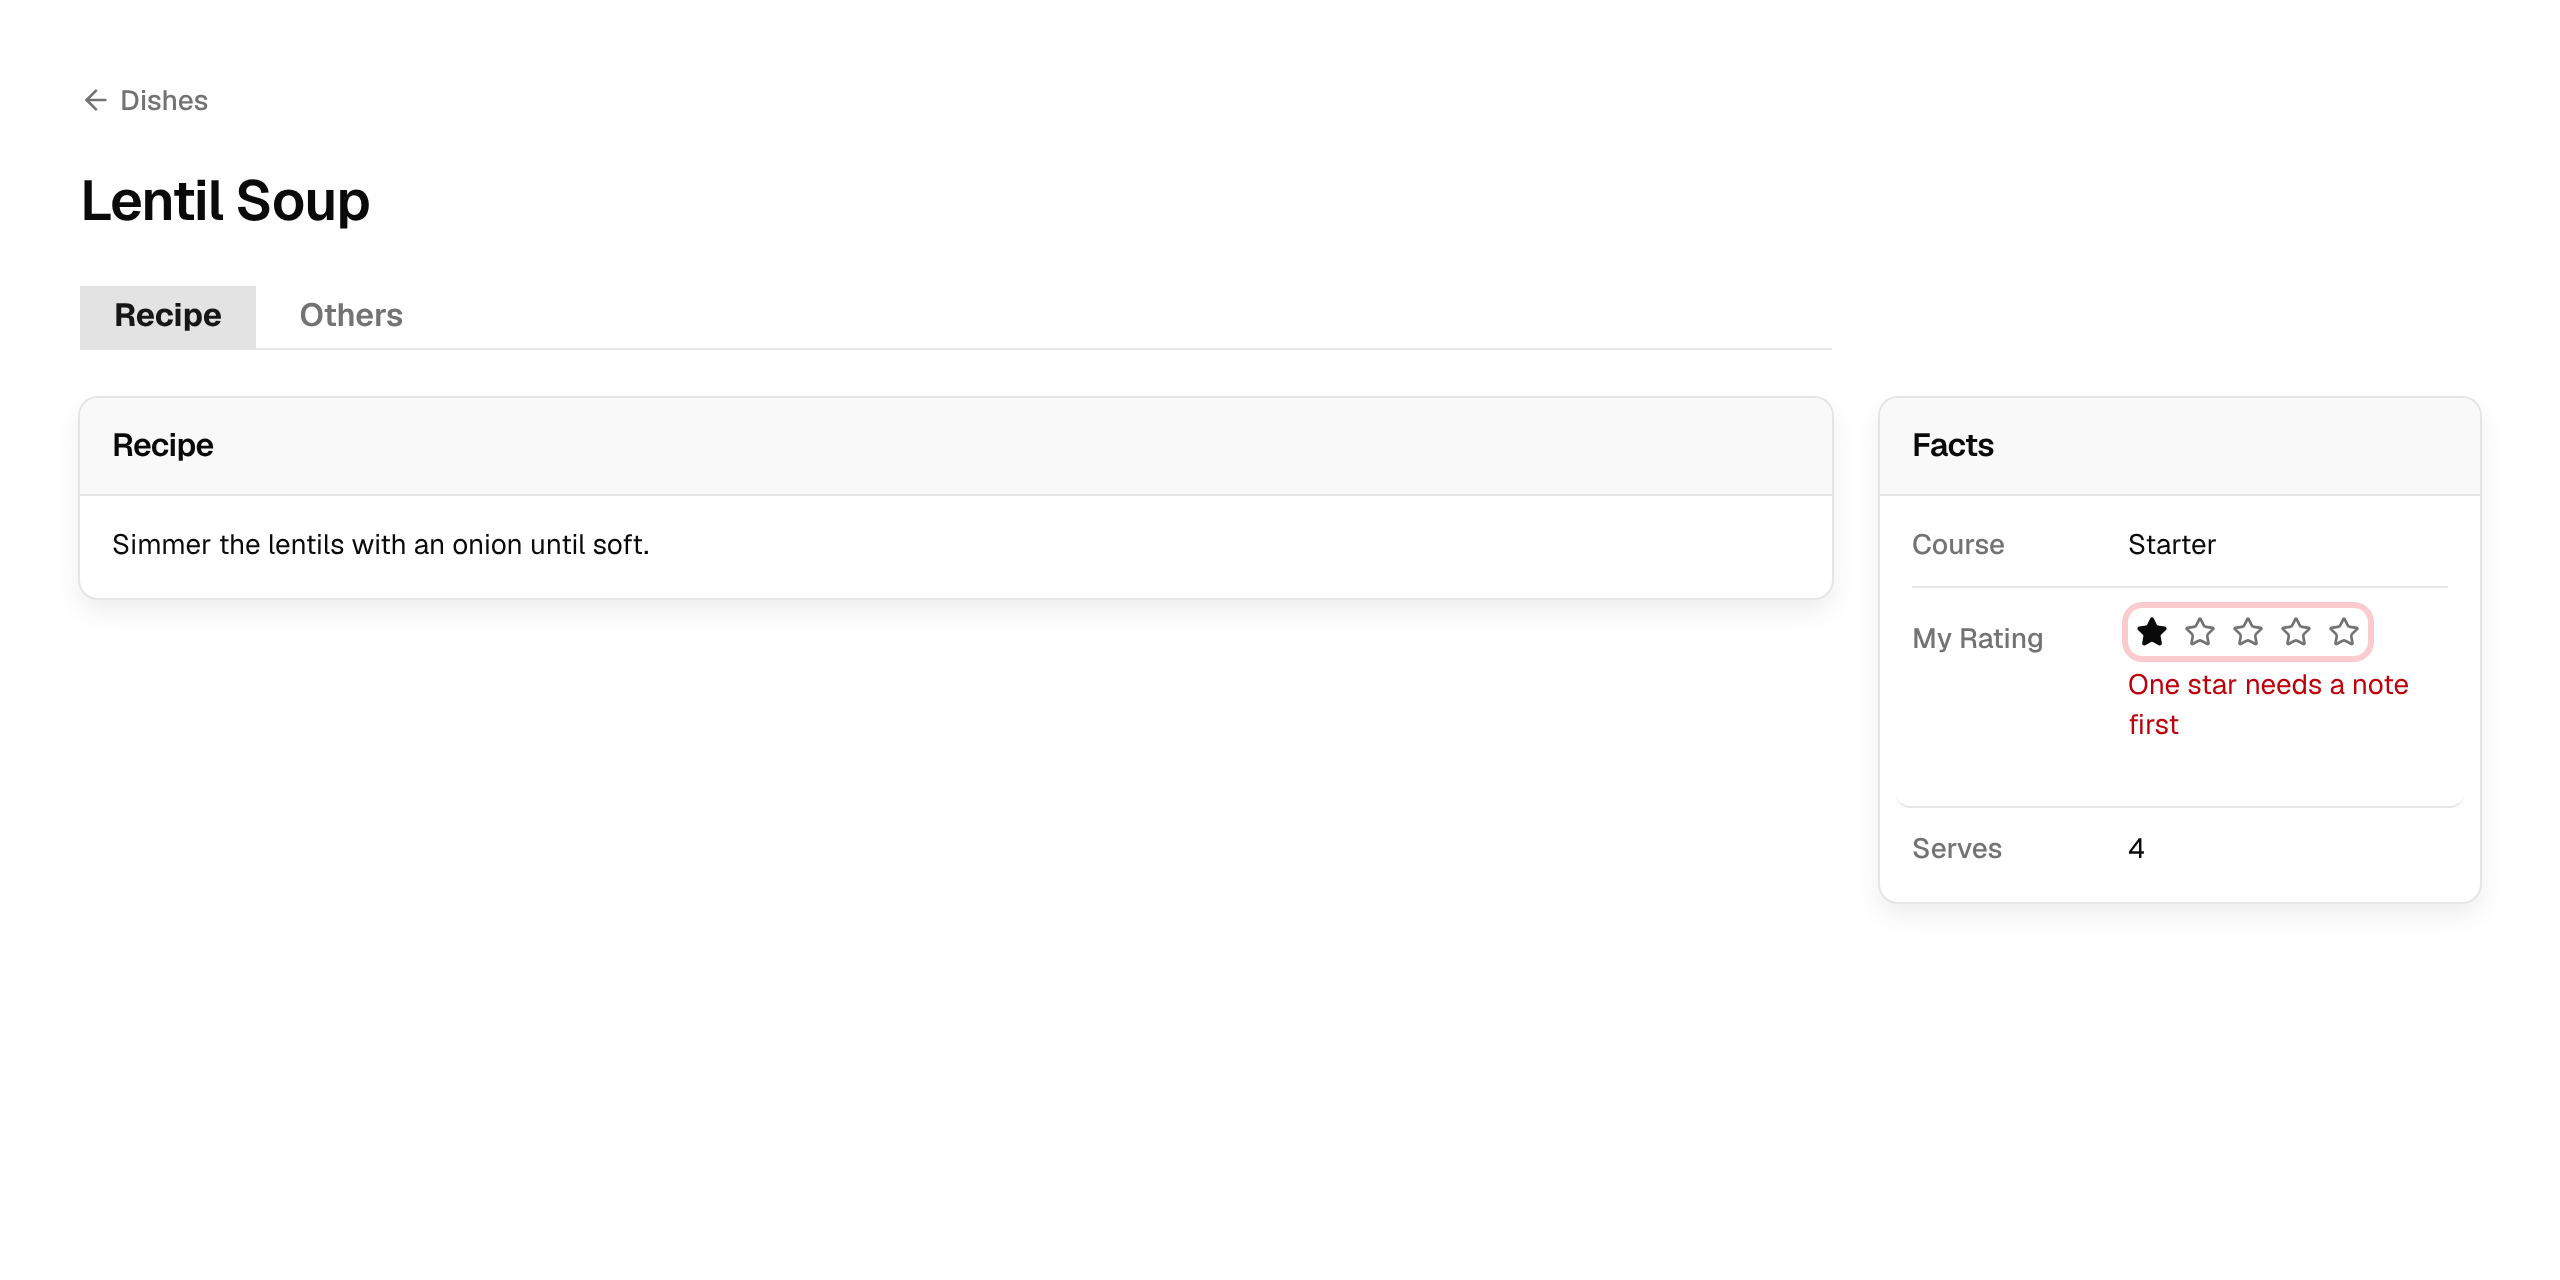 Dishes
Lentil Soup
Recipe
Others
Recipe
Simmer the lentils with an onion until soft.
Facts
Course
Starter
My Rating
One star needs a note
first
Serves
4